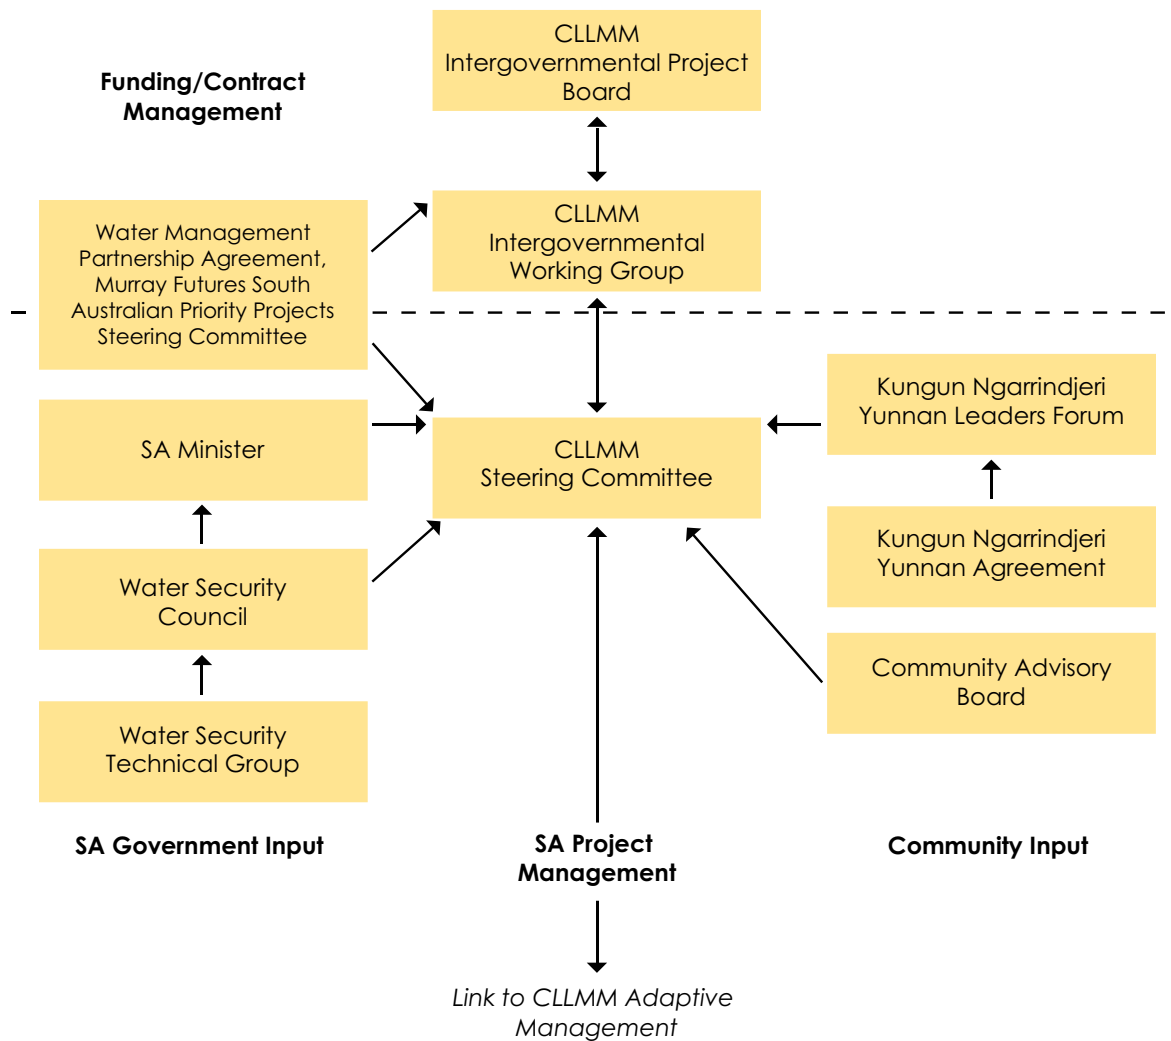 CLLMM
Intergovernmental Project
Board
Funding/Contract
Management
CLLMM
Intergovernmental
Working Group
Water Management
Partnership Agreement,
Murray Futures South
Australian Priority Projects
Steering Committee
Kungun Ngarrindjeri
Yunnan Leaders Forum
SA Minister
CLLMM
Steering Committee
Kungun Ngarrindjeri
Yunnan Agreement
Water Security
Council
Community Advisory
Board
Water Security
Technical Group
SA Government Input
SA Project
Management
Community Input
Link to CLLMM Adaptive
Management